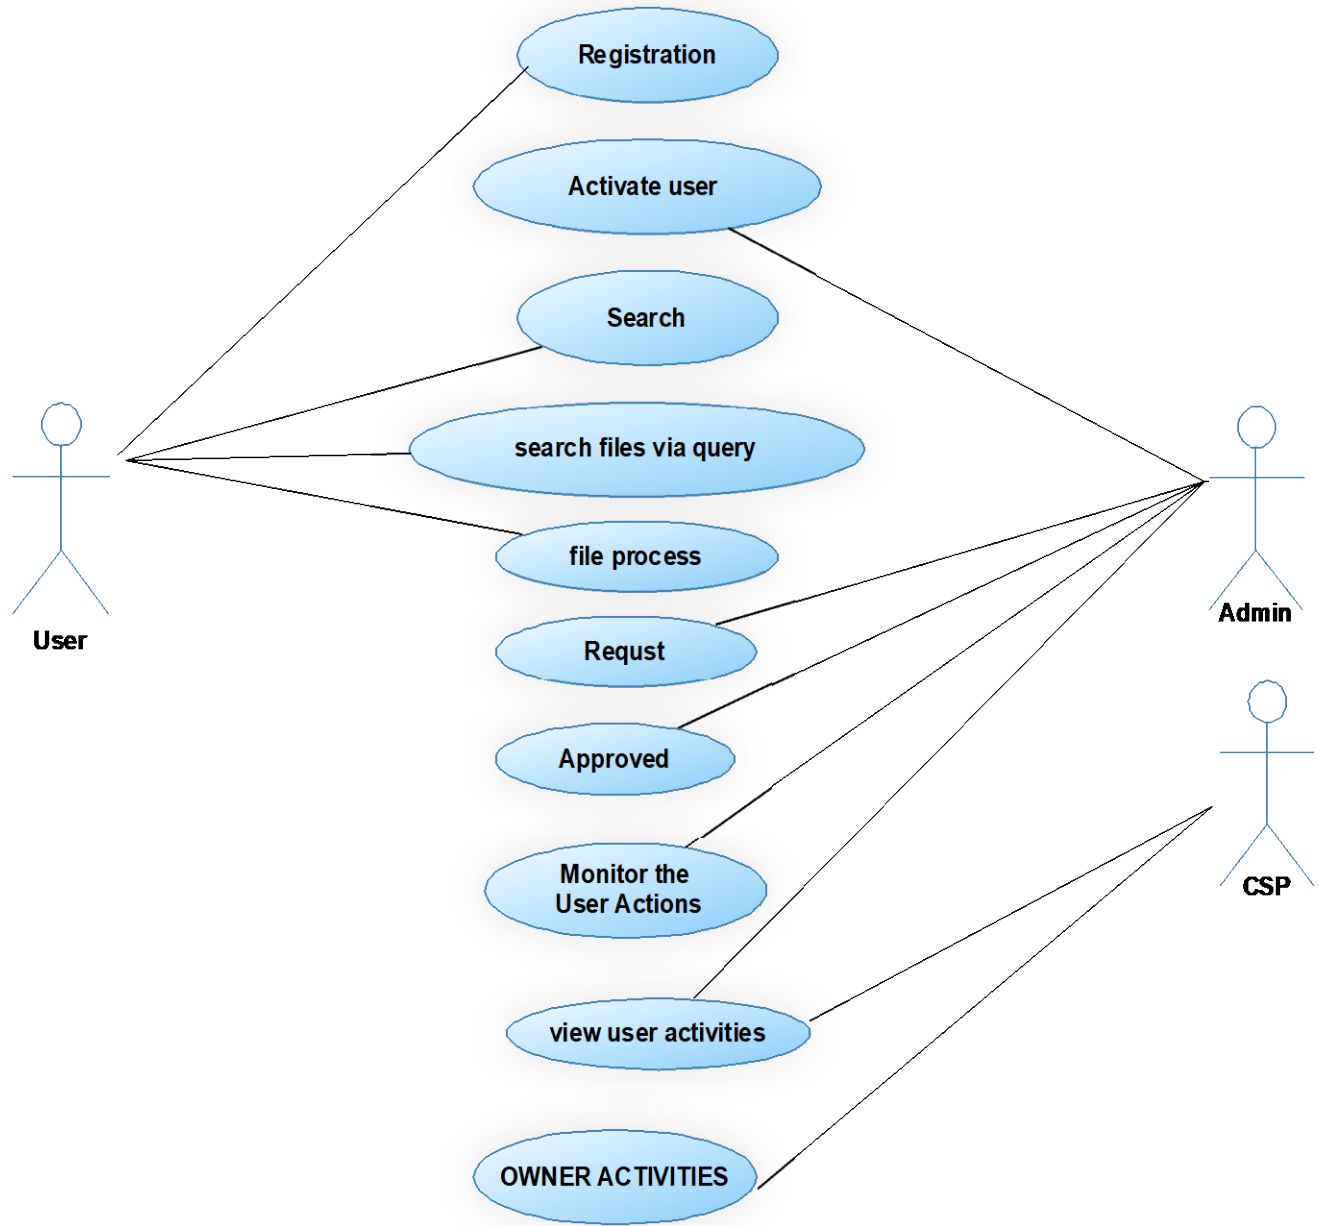 Registration
Activate user
Search
search files via query
file process
User
Requst
Admin
Approved
Monitor the
User Actions
CSP
view user activities
OWNER ACTIVITIES